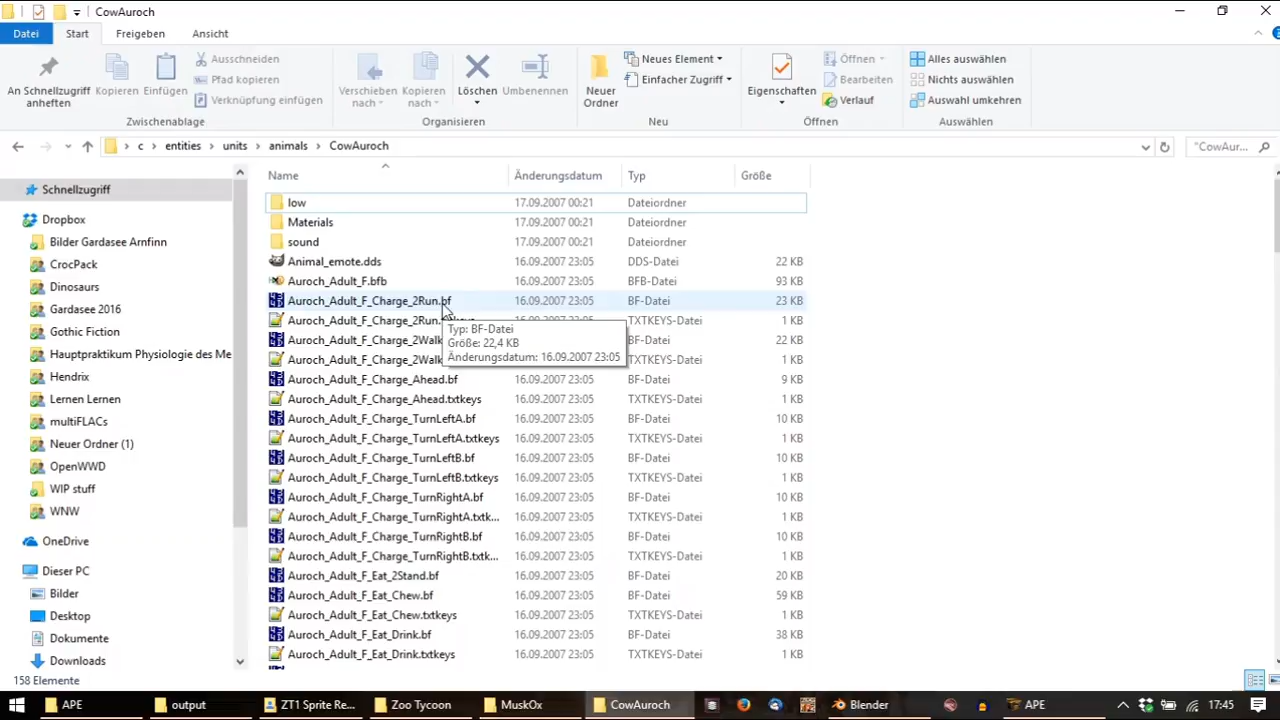 CowAuroch
Datei Start Freigeben Ansicht
An Schnellzugriff anheften
Kopieren
Einfügen
Ausschneiden
Pfad kopieren
Verknüpfung einfügen
Zwischenablage
Verschieben nach
Kopieren nach
Löschen
Umbenennen
Organisieren
Neuer Ordner
Neues Element
Einfacher Zugriff
Neu
Eigenschaften
Öffnen
Bearbeiten
Verlauf
Öffnen
Alles auswählen
Nichts auswählen
Auswahl umkehren
Auswählen
c entities units animals CowAuroch
"CowAur...
Schnellzugriff
Dropbox
Bilder Gardasee Arnfinn
CrocPack
Dinosaurs
Gardasee 2016
Gothic Fiction
Hauptpraktikum Physiologie des Me
Hendrix
Lernen Lernen
multiFLACs
Neuer Ordner (1)
OpenWWD
WIP stuff
WNW
OneDrive
Dieser PC
Bilder
Desktop
Dokumente
Downloads
Name Änderungsdatum Typ Größe
low 17.09.2007 00:21 Dateiordner
Materials 17.09.2007 00:21 Dateiordner
sound 17.09.2007 00:21 Dateiordner
Animal_emote.dds 16.09.2007 23:05 DDS-Datei 22 KB
Auroch_Adult_F.bfb 16.09.2007 23:05 BFB-Datei 93 KB
Auroch_Adult_F_Charge_2Run.bf 16.09.2007 23:05 BF-Datei 23 KB
Auroch_Adult_F_Charge_2Run. TXTKEYS-Datei 1 KB
Auroch_Adult_F_Charge_2Walk BF-Datei 22 KB
Auroch_Adult_F_Charge_2Walk TXTKEYS-Datei 1 KB
Typ: BF-Datei
Größe: 22,4 KB
Änderungsdatum: 16.09.2007 23:05
Auroch_Adult_F_Charge_Ahead.bf 16.09.2007 23:05 BF-Datei 9 KB
Auroch_Adult_F_Charge_Ahead.txtkeys 16.09.2007 23:05 TXTKEYS-Datei 1 KB
Auroch_Adult_F_Charge_TurnLeftA.bf 16.09.2007 23:05 BF-Datei 10 KB
Auroch_Adult_F_Charge_TurnLeftA.txtkeys 16.09.2007 23:05 TXTKEYS-Datei 1 KB
Auroch_Adult_F_Charge_TurnLeftB.bf 16.09.2007 23:05 BF-Datei 10 KB
Auroch_Adult_F_Charge_TurnLeftB.txtkeys 16.09.2007 23:05 TXTKEYS-Datei 1 KB
Auroch_Adult_F_Charge_TurnRightA.bf 16.09.2007 23:05 BF-Datei 10 KB
Auroch_Adult_F_Charge_TurnRightA.txtk... 16.09.2007 23:05 TXTKEYS-Datei 1 KB
Auroch_Adult_F_Charge_TurnRightB.bf 16.09.2007 23:05 BF-Datei 10 KB
Auroch_Adult_F_Charge_TurnRightB.txtk... 16.09.2007 23:05 TXTKEYS-Datei 1 KB
Auroch_Adult_F_Eat_2Stand.bf 16.09.2007 23:05 BF-Datei 20 KB
Auroch_Adult_F_Eat_Chew.bf 16.09.2007 23:05 BF-Datei 59 KB
Auroch_Adult_F_Eat_Chew.txtkeys 16.09.2007 23:05 TXTKEYS-Datei 1 KB
Auroch_Adult_F_Eat_Drink.bf 16.09.2007 23:05 BF-Datei 38 KB
Auroch_Adult_F_Eat_Drink.txtkeys 16.09.2007 23:05 TXTKEYS-Datei 1 KB
158 Elemente
APE output ZT1 Sprite Re... Zoo Tycoon MuskOx CowAuroch Blender APE 17:45